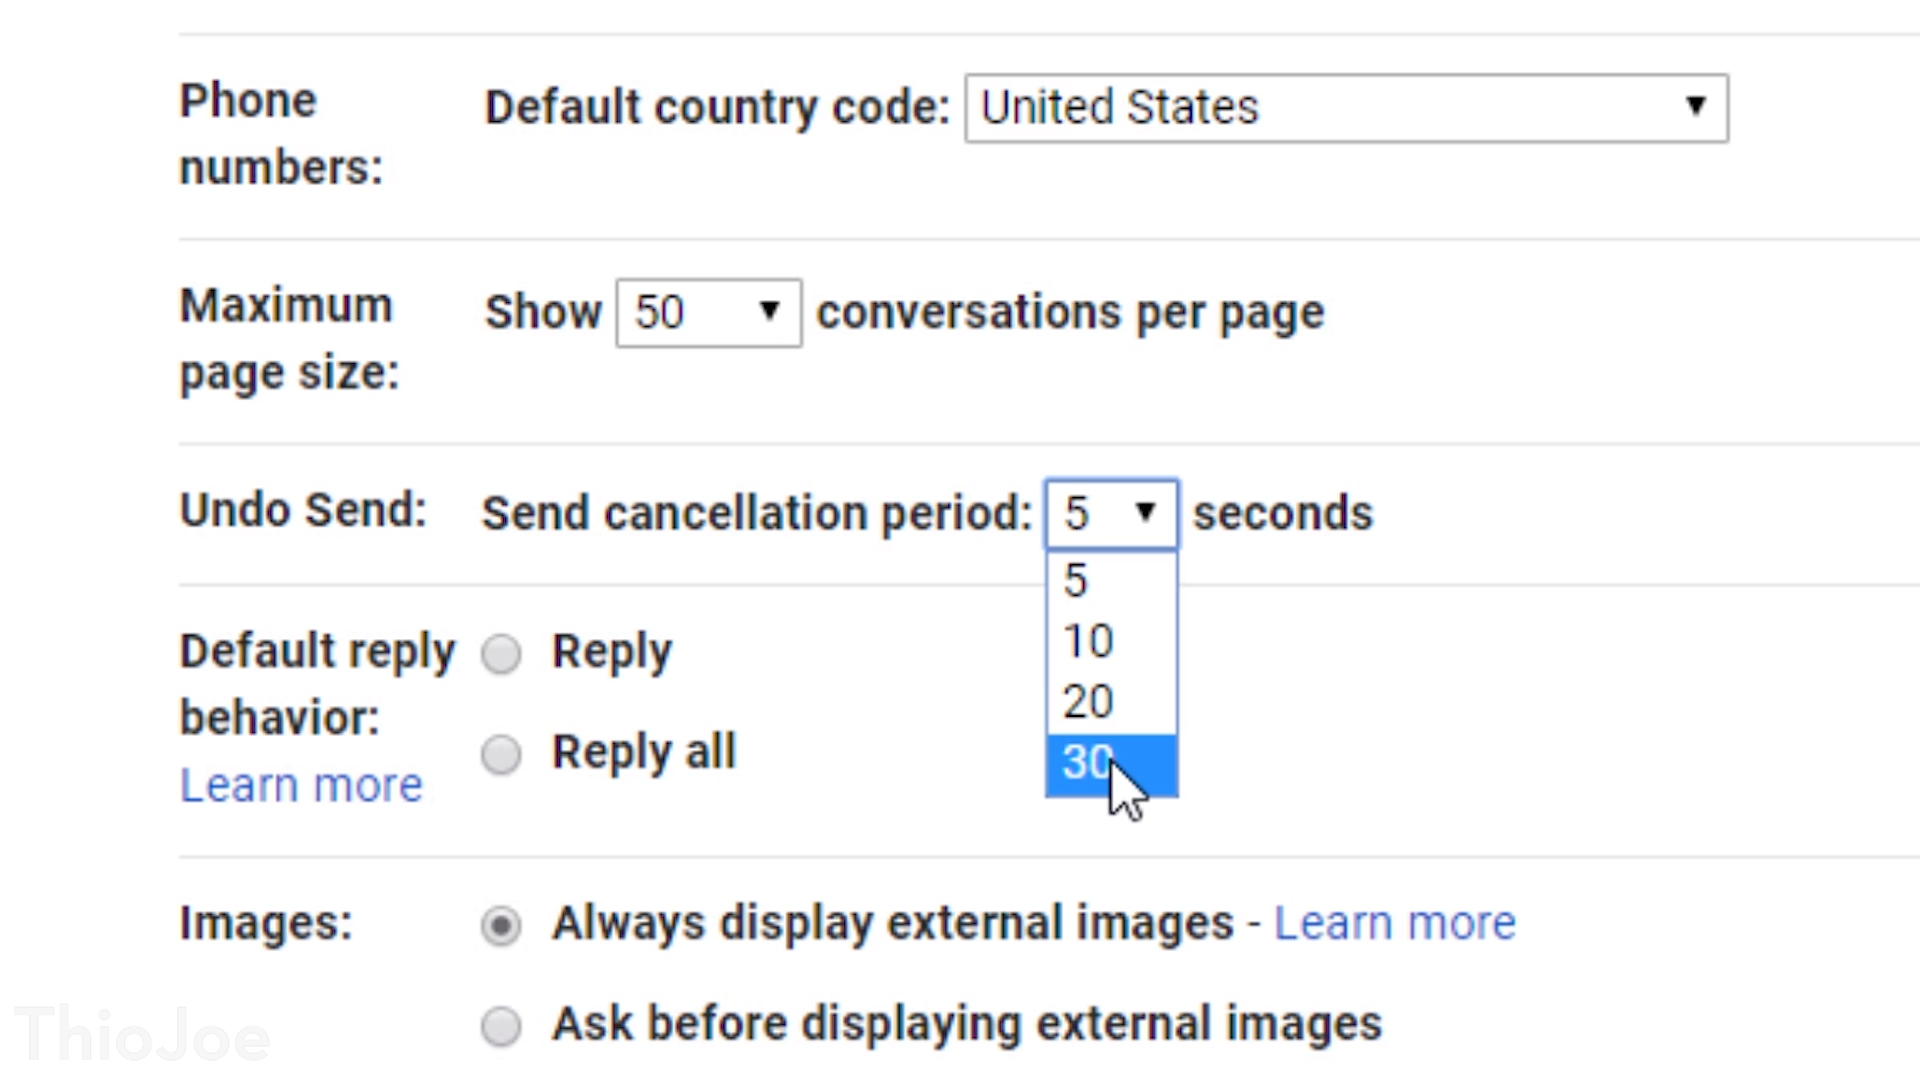 Phone numbers:
Default country code: United States
Maximum page size:
Show 50 conversations per page
Undo Send:
Send cancellation period: 5 seconds
5
10
20
30
Default reply behavior:
Learn more
Reply
Reply all
Images:
Always display external images - Learn more
Ask before displaying external images
ThioJoe